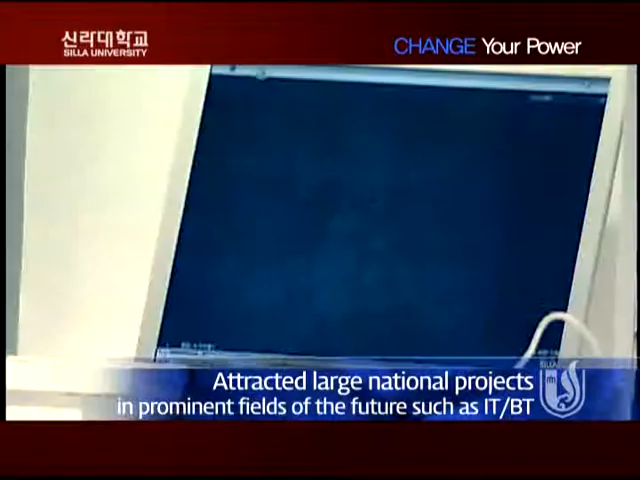 신라대학교
SILLA UNIVERSITY
CHANGE Your Power
Attracted large national projects
in prominent fields of the future such as IT/BT
SILLA